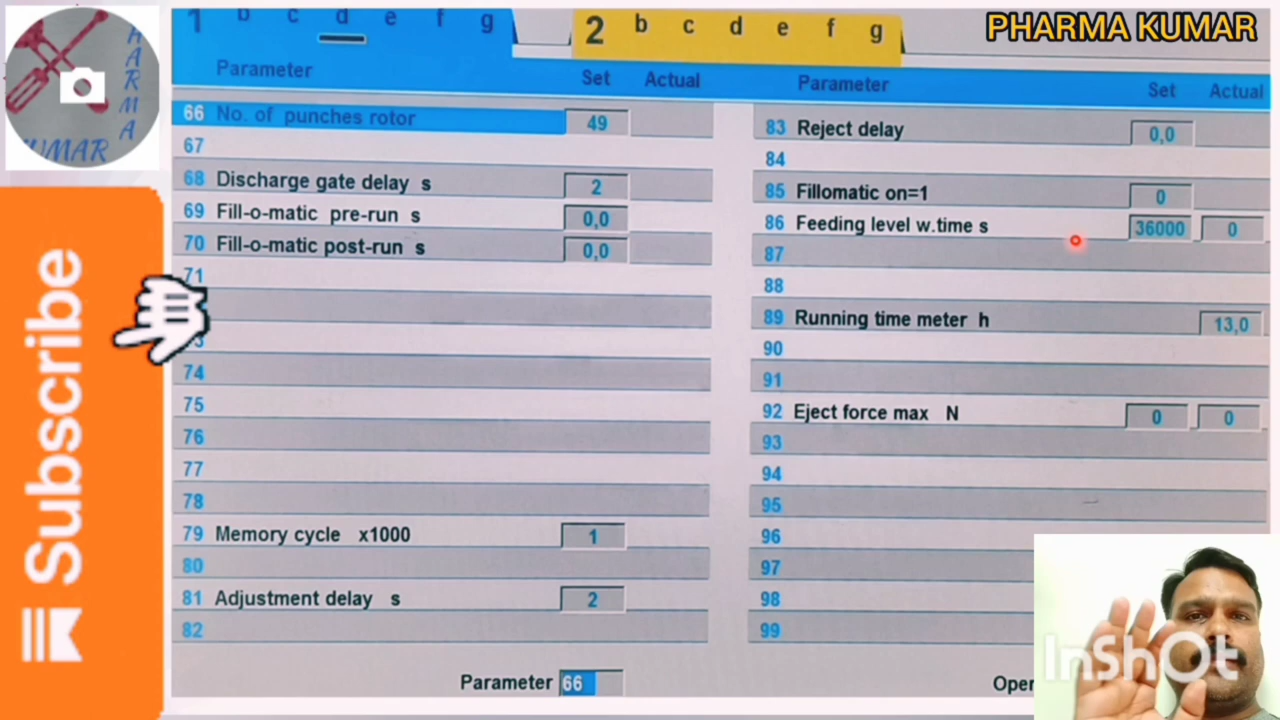 PHARMA KUMAR
1 b c d e f g
2 b c d e f g
Parameter Set Actual
Parameter Set Actual
66 No. of punches rotor 49
67
68 Discharge gate delay s 2
69 Fill-o-matic pre-run s 0,0
70 Fill-o-matic post-run s 0,0
71
3
74
75
76
77
78
79 Memory cycle x1000 1
80
81 Adjustment delay s 2
82
83 Reject delay 0,0
84
85 Fillomatic on=1 0
86 Feeding level w.time s 36000 0
87
88
89 Running time meter h 13,0
90
91
92 Eject force max N 0 0
93
94
95
96
97
98
99
Parameter 66
Oper
HARMA
KUMAR
Subscribe
InShOt